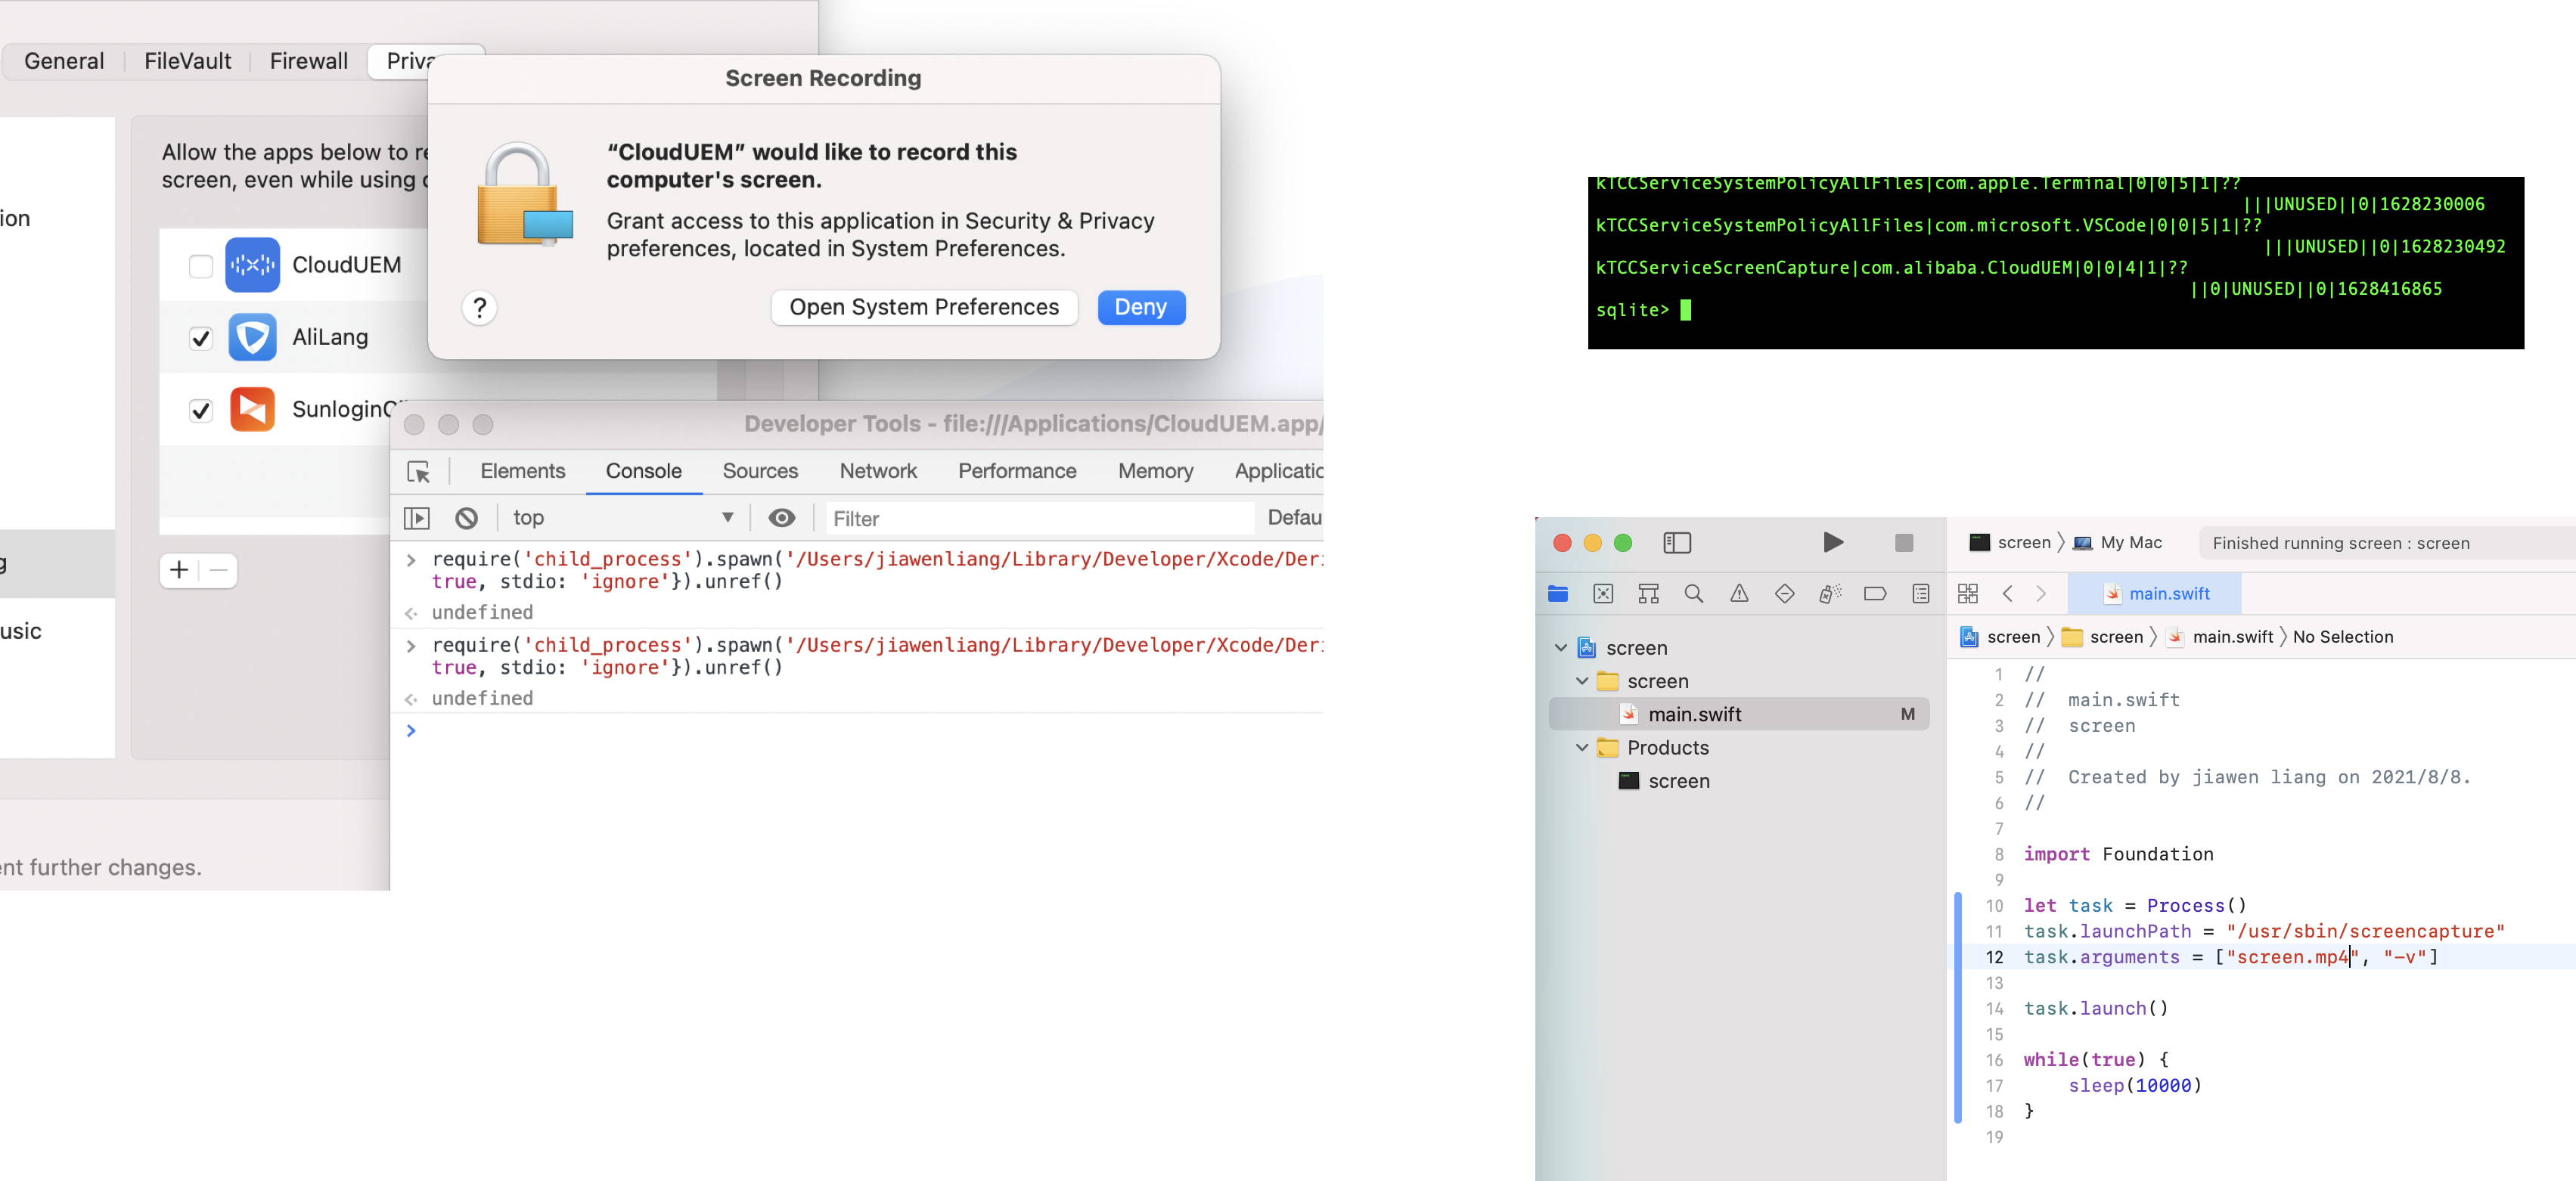 General
FileVault
Firewall
Priva
Allow the apps below to re
screen, even while using c
ion
CloudUEM
AliLang
SunloginC
g
usic
ent further changes.
Screen Recording
“CloudUEM” would like to record this
computer's screen.
Grant access to this application in Security & Privacy
preferences, located in System Preferences.
?
Open System Preferences
Deny
Developer Tools - file:///Applications/CloudUEM.app/
Elements
Console
Sources
Network
Performance
Memory
Applicatio
top
Filter
Defau
require('child_process').spawn('/Users/jiawenliang/Library/Developer/Xcode/Deri
true, stdio: 'ignore'}).unref()
undefined
require('child_process').spawn('/Users/jiawenliang/Library/Developer/Xcode/Deri
true, stdio: 'ignore'}).unref()
undefined
kTCCServiceSystemPolicyAllFiles|com.apple.Terminal|0|0|5|1|??
|||UNUSED||0|1628230006
kTCCServiceSystemPolicyAllFiles|com.microsoft.VSCode|0|0|5|1|??
|||UNUSED||0|1628230492
kTCCServiceScreenCapture|com.alibaba.CloudUEM|0|0|4|1|??
||0|UNUSED||0|1628416865
sqlite>
screen
My Mac
Finished running screen : screen
main.swift
screen
screen
main.swift
No Selection
screen
screen
main.swift
M
Products
screen
1 //
2 //  main.swift
3 //  screen
4 //
5 //  Created by jiawen liang on 2021/8/8.
6 //
7
8 import Foundation
9
10 let task = Process()
11 task.launchPath = "/usr/sbin/screencapture"
12 task.arguments = ["screen.mp4", "-v"]
13
14 task.launch()
15
16 while(true) {
17     sleep(10000)
18 }
19